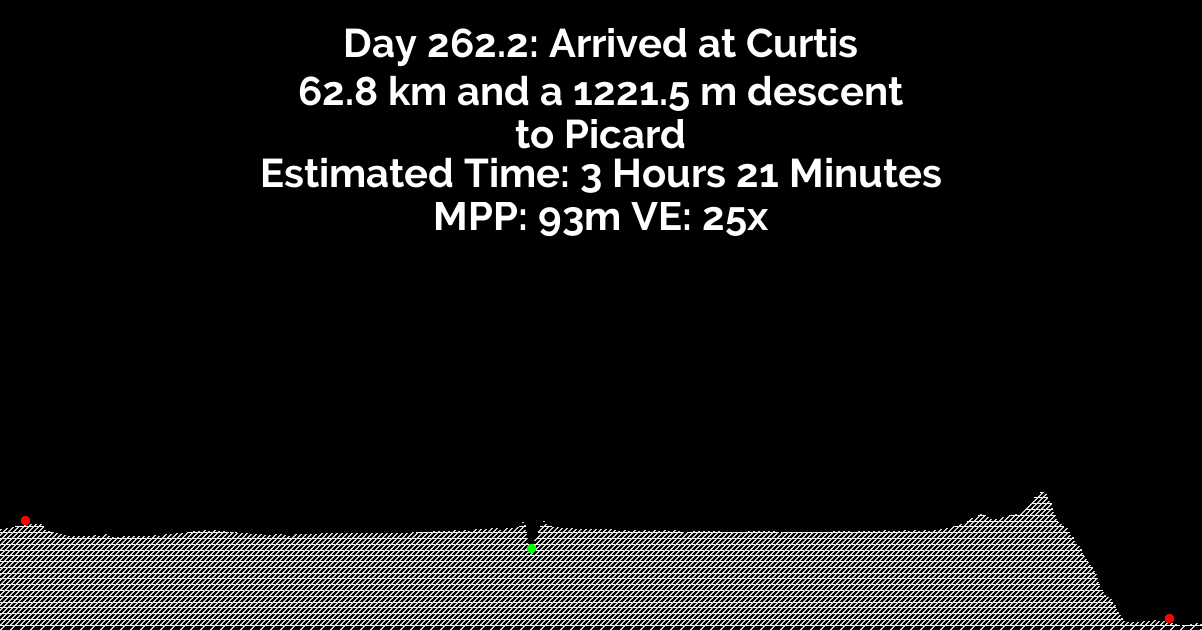 Day 262.2: Arrived at Curtis
62.8 km and a 1221.5 m descent
to Picard
Estimated Time: 3 Hours 21 Minutes
MPP: 93m VE: 25x